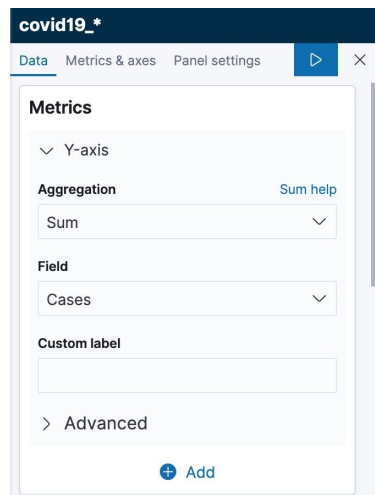 covid19_*
Data Metrics & axes Panel settings
Metrics
Y-axis
Aggregation Sum help
Sum
Field
Cases
Custom label
Advanced
Add